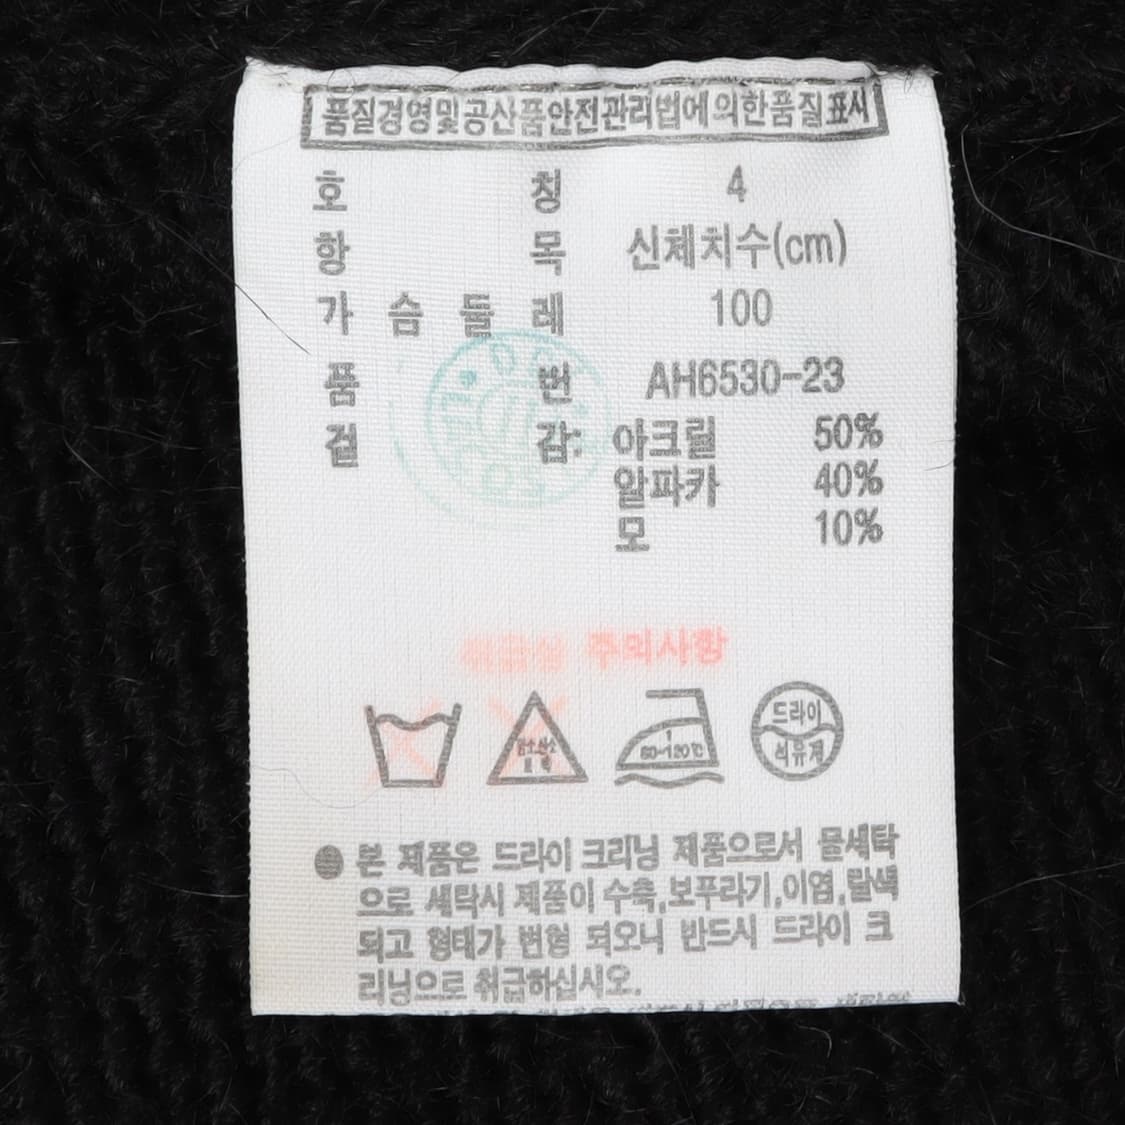 품질경영및공산품안전관리법에의한품질표시
호 칭 4
항 목 신체치수(cm)
가 슴 둘 레 100
품 번 AH6530-23
겉 감: 아크릴 50%
알파카 40%
모 10%
취급실 주의사항
드라이
60~120℃
석유제
● 본 제품은 드라이 크리닝 제품으로서 물세탁
으로 세탁시 제품이 수축,보푸라기,이염,탈색
되고 형태가 변형 되오니 반드시 드라이 크
리닝으로 취급하십시오.